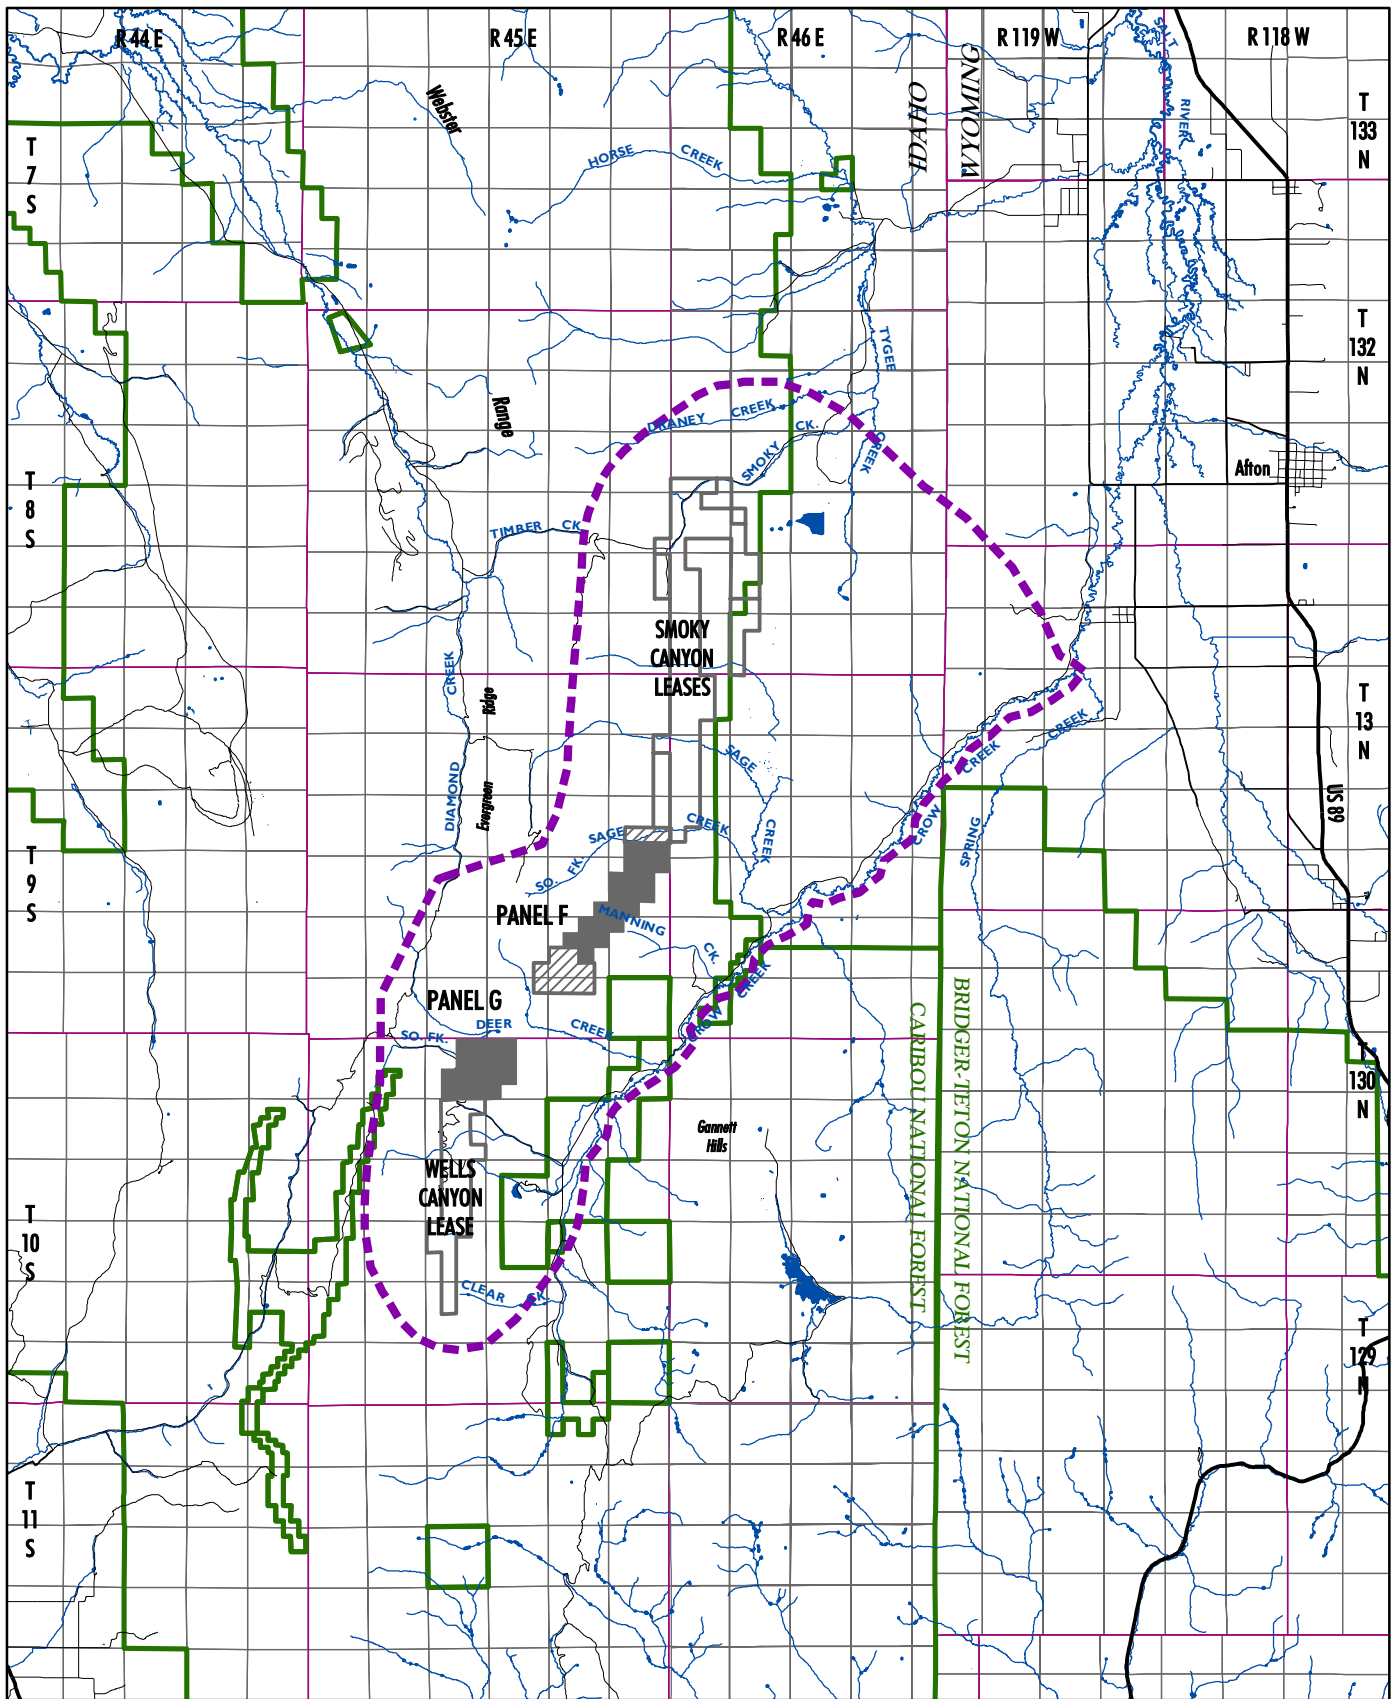 R 44 E
R 45 E
R 46 E
R 119 W
R 118 W
SALT
RIVER
IDAHO
WYOMING
Webster
HORSE
CREEK
T
7
S
T
133
N
T
132
N
TYGEE
CREEK
Range
DRANEY
CREEK
SMOKY
CK.
T
8
S
Afton
TIMBER
CK.
SMOKY
CANYON
LEASES
CREEK
DIAMOND
Ridge
Evergreen
T
13
N
US 89
SAGE
CREEK
CREEK
CREEK
CROW
SPRING
SAGE
CREEK
SO.
FK.
T
9
S
PANEL F
MANNING
CK.
CREEK
CROW
PANEL G
DEER
CREEK
SO. FK.
CARIBOU NATIONAL FOREST
BRIDGER-TETON NATIONAL FOREST
T
130
N
Gannett
Hills
WELLS
CANYON
LEASE
T
10
S
CLEAR
CK.
T
129
N
T
11
S